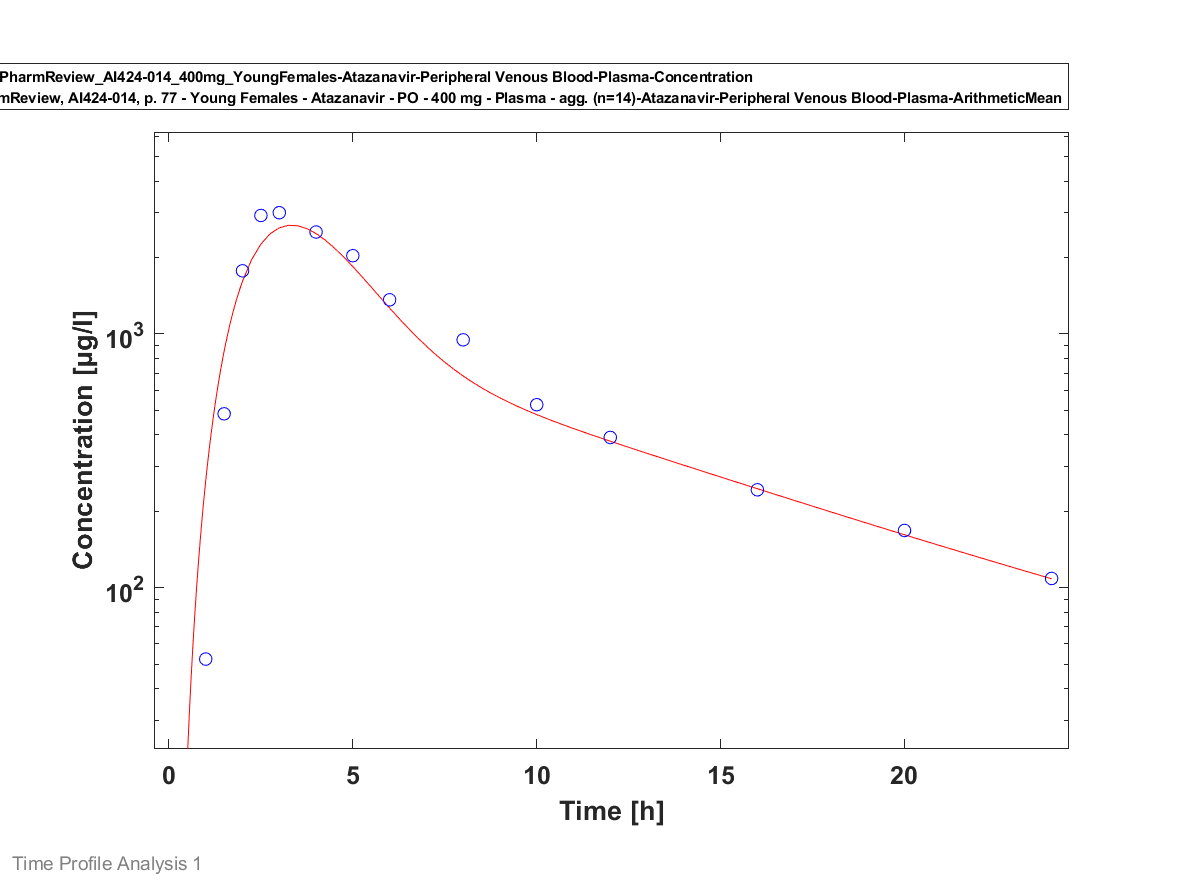 PharmReview_AI424-014_400mg_YoungFemales-Atazanavir-Peripheral Venous Blood-Plasma-Concentration
mReview, AI424-014, p. 77 - Young Females - Atazanavir - PO - 400 mg - Plasma - agg. (n=14)-Atazanavir-Peripheral Venous Blood-Plasma-ArithmeticMean
Concentration [µg/l]
10³
10²
0 5 10 15 20
Time [h]
Time Profile Analysis 1